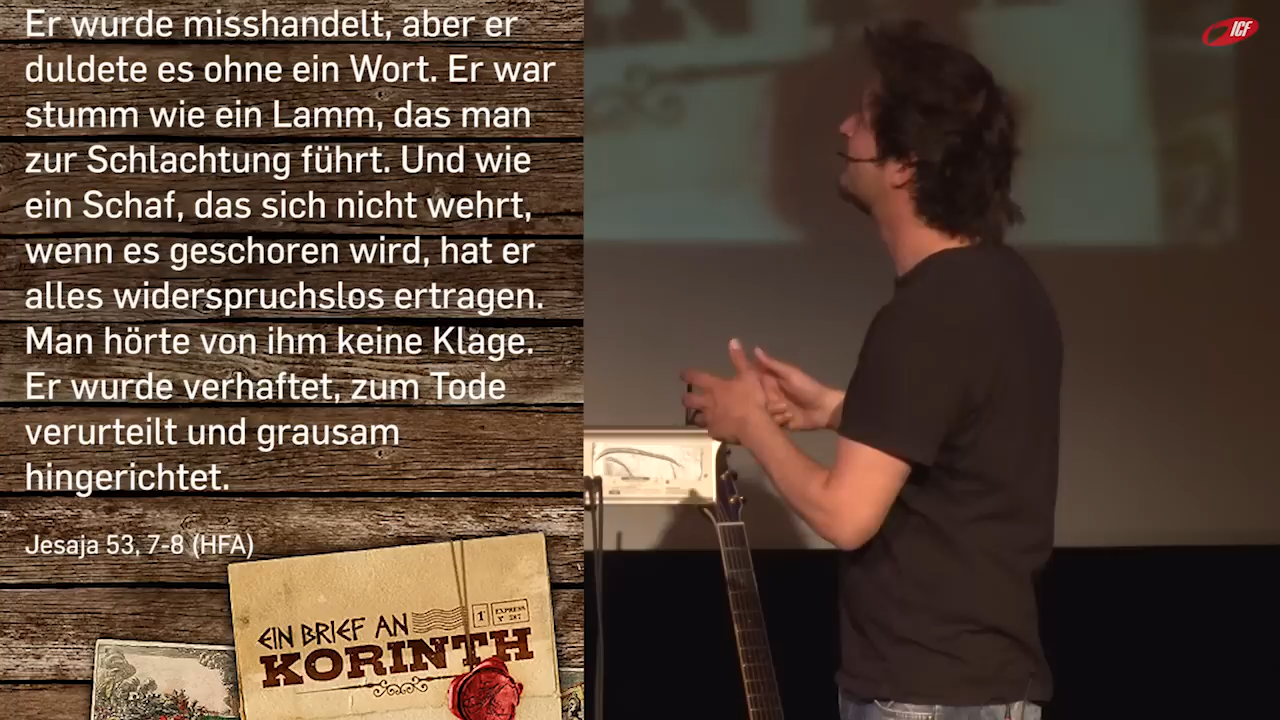 Er wurde misshandelt, aber er
duldete es ohne ein Wort. Er war
stumm wie ein Lamm, das man
zur Schlachtung führt. Und wie
ein Schaf, das sich nicht wehrt,
wenn es geschoren wird, hat er
alles widerspruchslos ertragen.
Man hörte von ihm keine Klage.
Er wurde verhaftet, zum Tode
verurteilt und grausam
hingerichtet.
Jesaja 53, 7-8 (HFA)
EIN BRIEF AN
KORINTH
EXPRESS
ICF